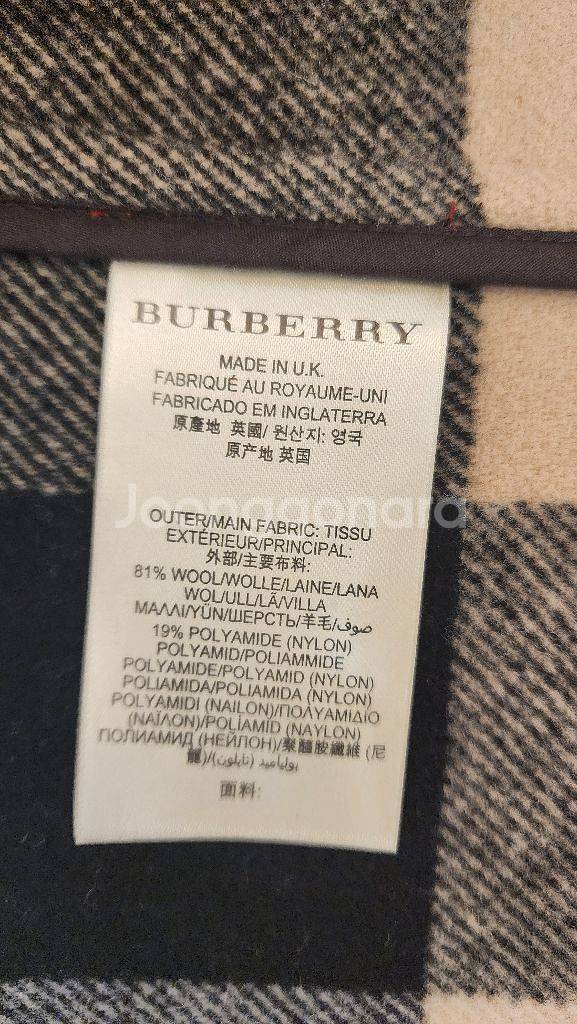 BURBERRY
MADE IN U.K.
FABRIQUÉ AU ROYAUME-UNI
FABRICADO EM INGLATERRA
原產地 英國/ 원산지: 영국
原产地 英国
Joonggonara
OUTER/MAIN FABRIC: TISSU
EXTÉRIEUR/PRINCIPAL:
外部/主要布料:
81% WOOL/WOLLE/LAINE/LANA
WOL/ULL/LÃ/VILLA
ΜΑΛΛΙ/YÜN/ШЕРСТЬ/羊毛/صوف
19% POLYAMIDE (NYLON)
POLYAMID/POLIAMMIDE
POLYAMIDE/POLYAMID (NYLON)
POLIAMIDA/POLIAMIDA (NYLON)
POLYAMIDI (NAILON)/ΠΟΛΥΑΜΙΔΙΟ
(ΝΑΪΛΟΝ)/POLİAMİD (NAYLON)
ПОЛИАМИД (НЕЙЛОН)/聚醯胺纖維 (尼
龍)/(نايلون) بولياميد
面料: